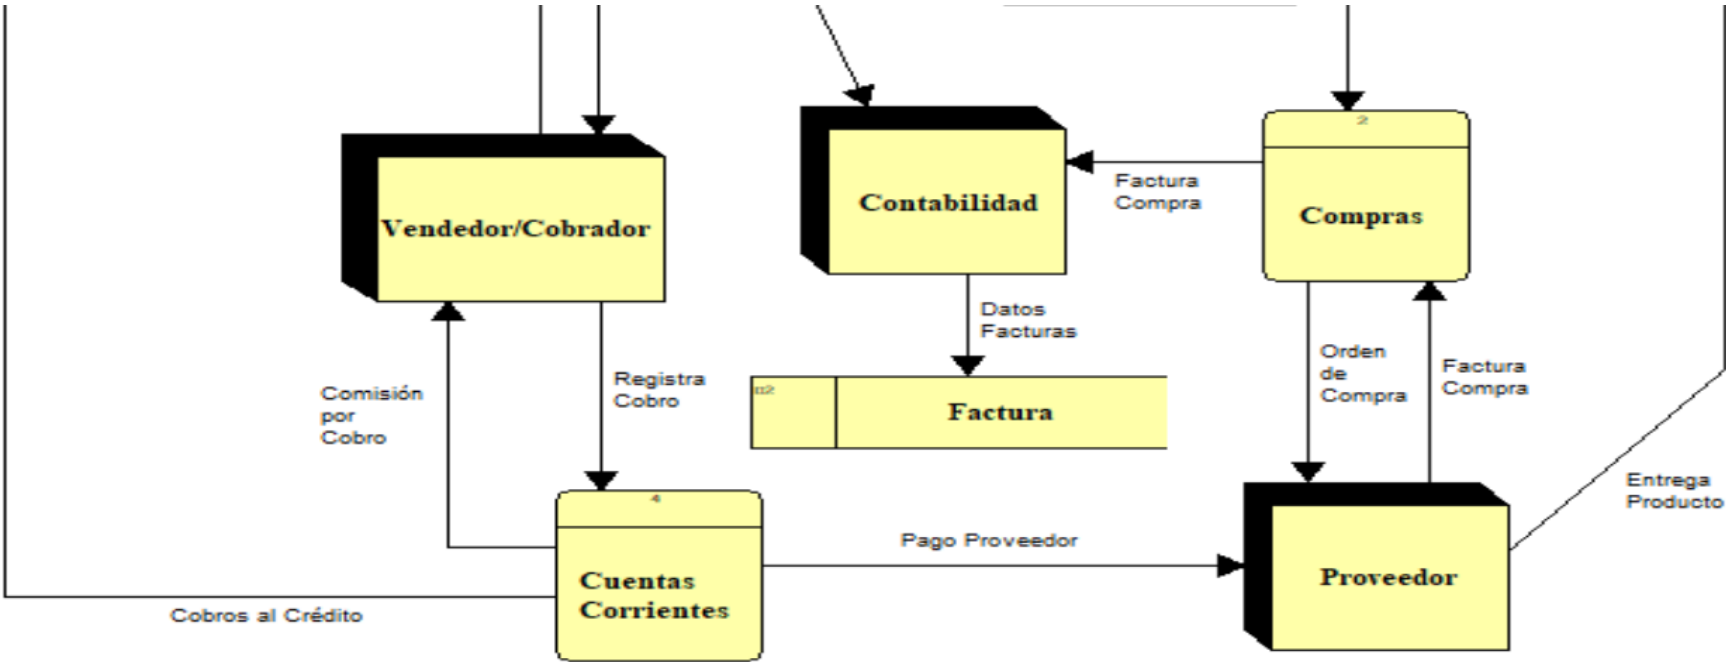 2
Contabilidad
Factura
Compra
Compras
Vendedor/Cobrador
Datos
Facturas
Orden
de
Compra
Factura
Compra
Registra
Cobro
Comisión
por
Cobro
Factura
Entrega
Producto
4
Pago Proveedor
Proveedor
Cuentas
Corrientes
Cobros al Crédito